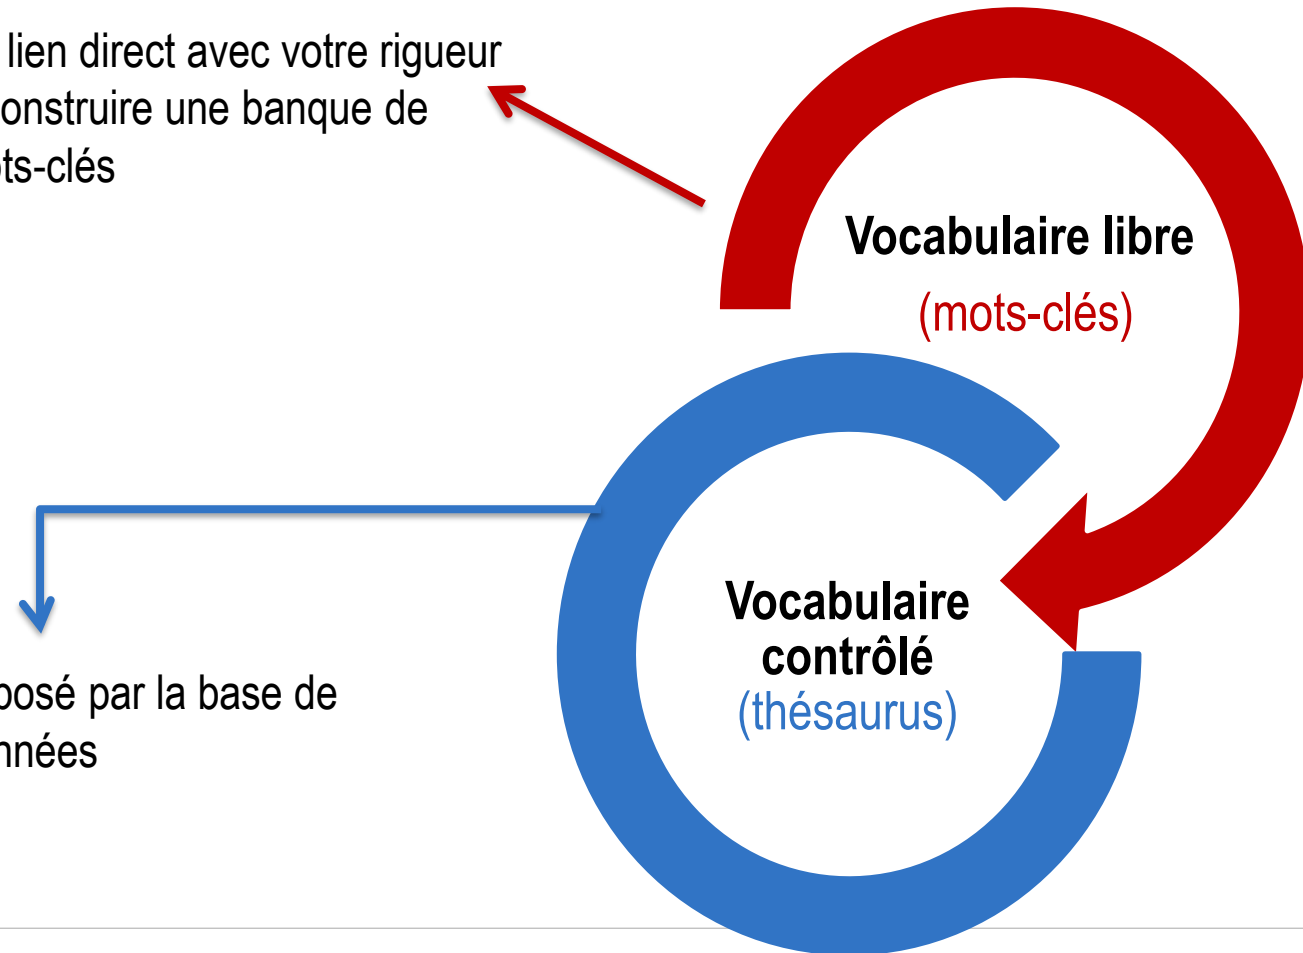 lien direct avec votre rigueur
onstruire une banque de
ts-clés
Vocabulaire libre
(mots-clés)
Vocabulaire
contrôlé
(thésaurus)
posé par la base de
nnées